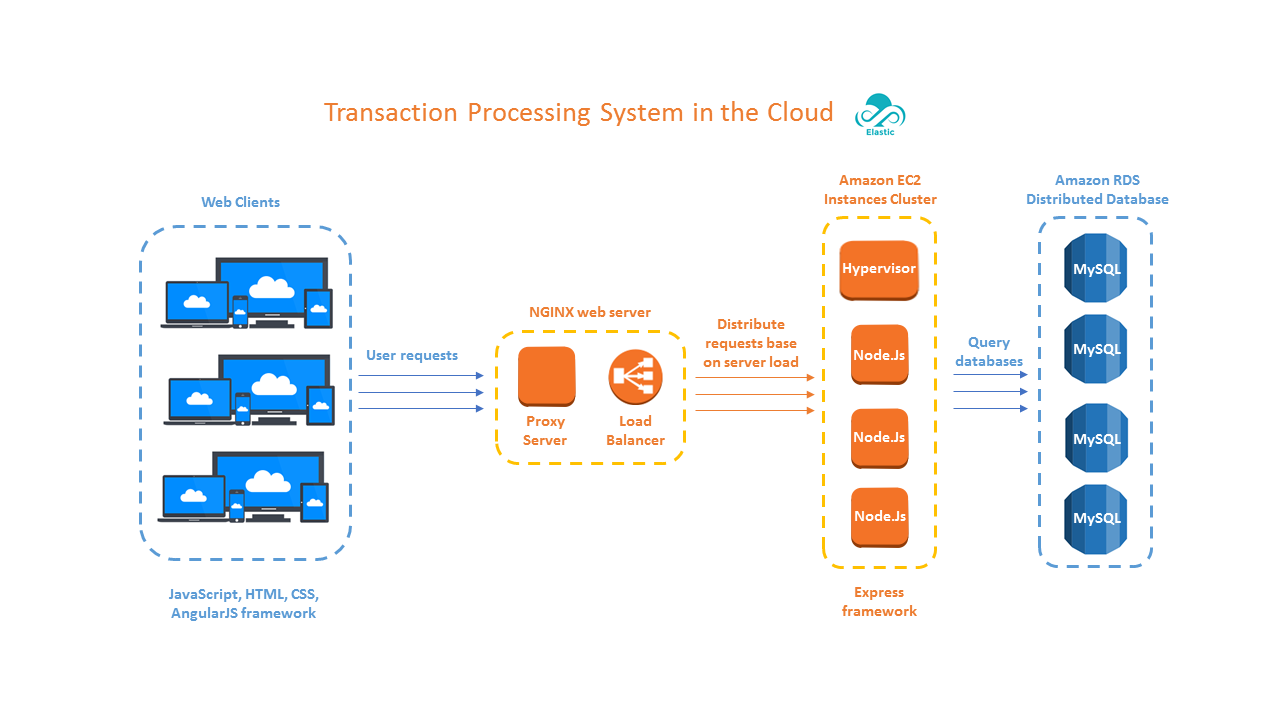 Transaction Processing System in the Cloud
Elastic
Web Clients
JavaScript, HTML, CSS,
AngularJS framework
User requests
NGINX web server
Proxy
Server
Load
Balancer
Distribute
requests base
on server load
Amazon EC2
Instances Cluster
Hypervisor
Node.Js
Node.Js
Node.Js
Express
framework
Query
databases
Amazon RDS
Distributed Database
MySQL
MySQL
MySQL
MySQL